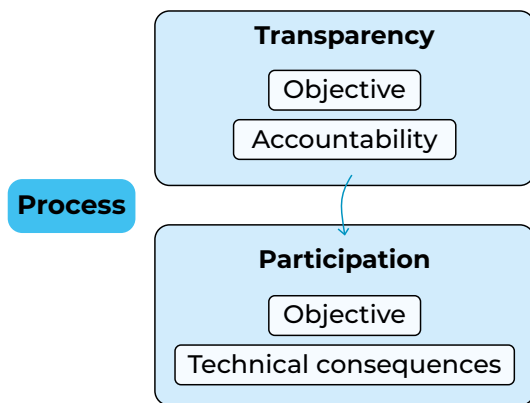 Transparency
Objective
Accountability
Process
Participation
Objective
Technical consequences